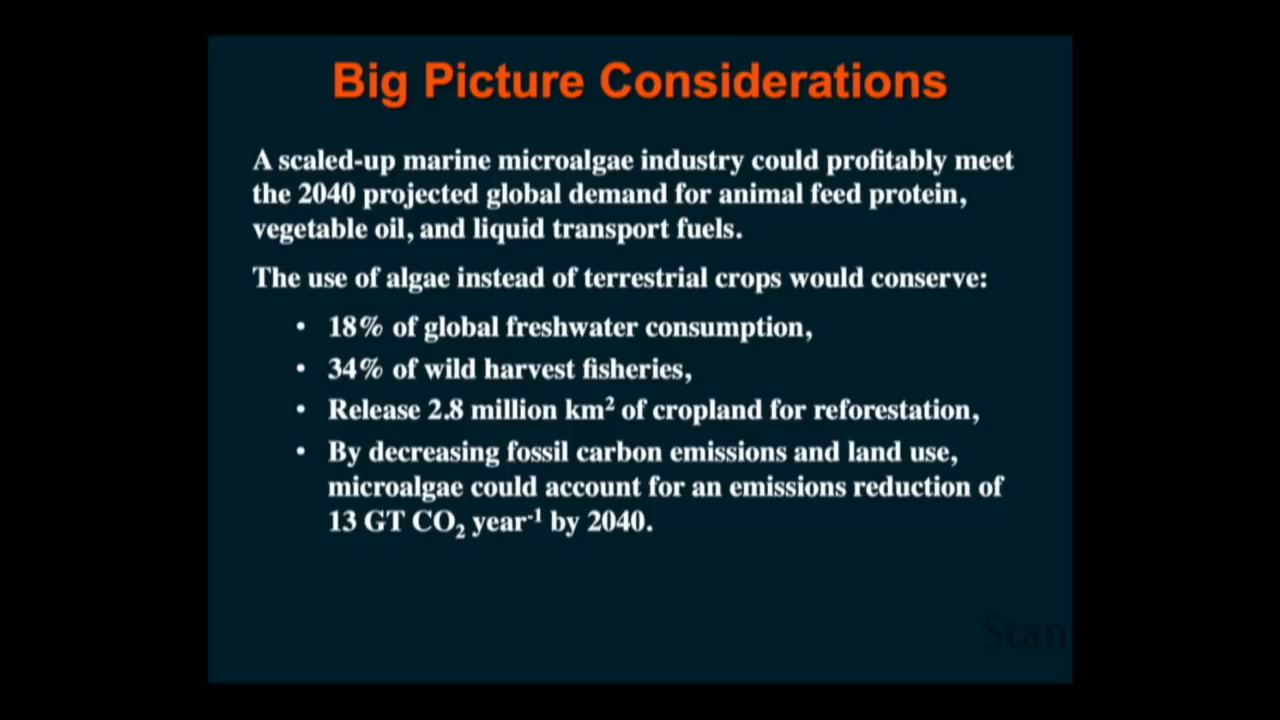 Big Picture Considerations
A scaled-up marine microalgae industry could profitably meet
the 2040 projected global demand for animal feed protein,
vegetable oil, and liquid transport fuels.
The use of algae instead of terrestrial crops would conserve:
• 18% of global freshwater consumption,
• 34% of wild harvest fisheries,
• Release 2.8 million km² of cropland for reforestation,
• By decreasing fossil carbon emissions and land use,
microalgae could account for an emissions reduction of
13 GT CO₂ year⁻¹ by 2040.
Stan